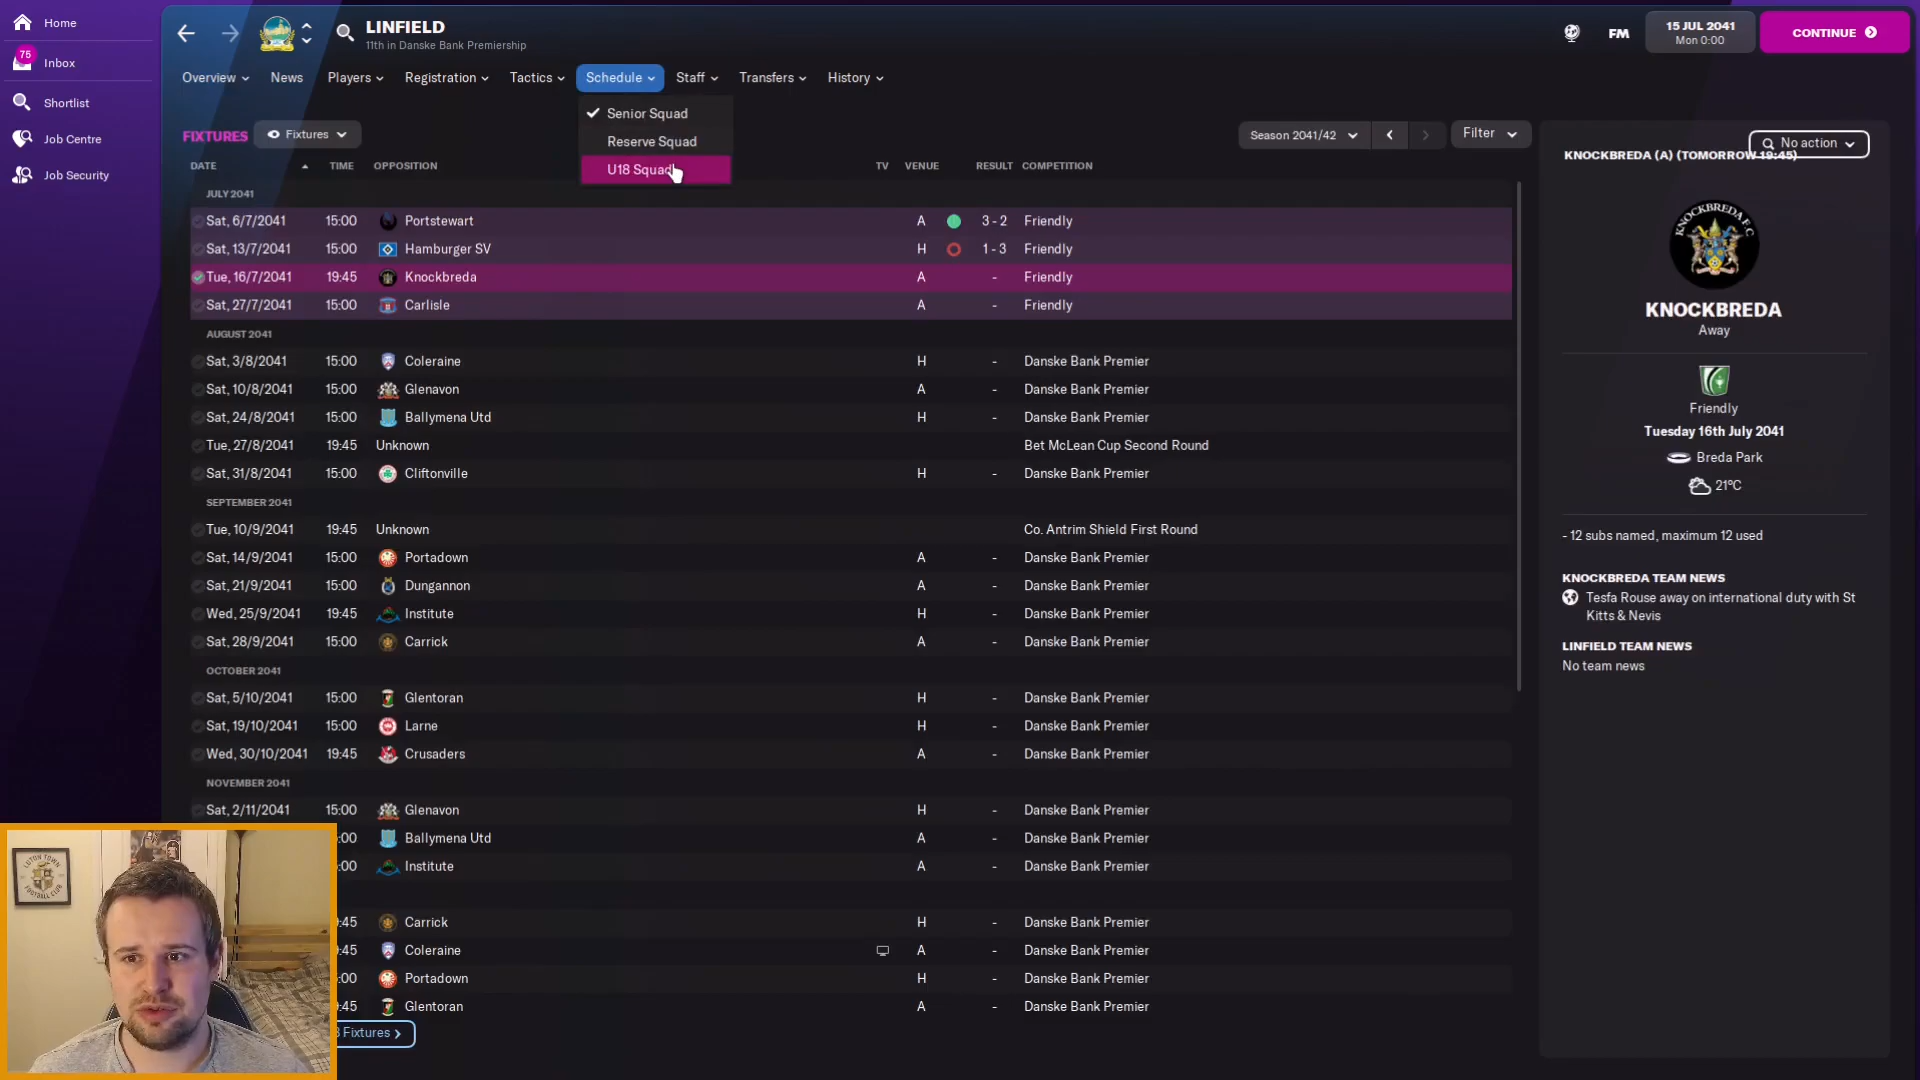 Home
75
Inbox
Shortlist
Job Centre
Job Security
LINFIELD
11th in Danske Bank Premiership
FM
15 JUL 2041
Mon 0:00
CONTINUE
Overview
News
Players
Registration
Tactics
Schedule
Staff
Transfers
History
Senior Squad
Reserve Squad
U18 Squad
FIXTURES
Fixtures
Season 2041/42
Filter
DATE TIME OPPOSITION TV VENUE RESULT COMPETITION
JULY 2041
Sat, 6/7/2041 15:00 Portstewart A 3 - 2 Friendly
Sat, 13/7/2041 15:00 Hamburger SV H 1 - 3 Friendly
Tue, 16/7/2041 19:45 Knockbreda A - Friendly
Sat, 27/7/2041 15:00 Carlisle A - Friendly
AUGUST 2041
Sat, 3/8/2041 15:00 Coleraine H - Danske Bank Premier
Sat, 10/8/2041 15:00 Glenavon A - Danske Bank Premier
Sat, 24/8/2041 15:00 Ballymena Utd H - Danske Bank Premier
Tue, 27/8/2041 19:45 Unknown Bet McLean Cup Second Round
Sat, 31/8/2041 15:00 Cliftonville H - Danske Bank Premier
SEPTEMBER 2041
Tue, 10/9/2041 19:45 Unknown Co. Antrim Shield First Round
Sat, 14/9/2041 15:00 Portadown A - Danske Bank Premier
Sat, 21/9/2041 15:00 Dungannon A - Danske Bank Premier
Wed, 25/9/2041 19:45 Institute H - Danske Bank Premier
Sat, 28/9/2041 15:00 Carrick A - Danske Bank Premier
OCTOBER 2041
Sat, 5/10/2041 15:00 Glentoran H - Danske Bank Premier
Sat, 19/10/2041 15:00 Larne H - Danske Bank Premier
Wed, 30/10/2041 19:45 Crusaders A - Danske Bank Premier
NOVEMBER 2041
Sat, 2/11/2041 15:00 Glenavon H - Danske Bank Premier
:00 Ballymena Utd A - Danske Bank Premier
:00 Institute A - Danske Bank Premier
:45 Carrick H - Danske Bank Premier
:45 Coleraine A - Danske Bank Premier
:00 Portadown H - Danske Bank Premier
:45 Glentoran A - Danske Bank Premier
Fixtures
No action
KNOCKBREDA (A) (TOMORROW 19:45)
KNOCKBREDA F.C
KNOCKBREDA
Away
Friendly
Tuesday 16th July 2041
Breda Park
21°C
- 12 subs named, maximum 12 used
KNOCKBREDA TEAM NEWS
Tesfa Rouse away on international duty with St
Kitts & Nevis
LINFIELD TEAM NEWS
No team news
LUTON TOWN
FOOTBALL CLUB